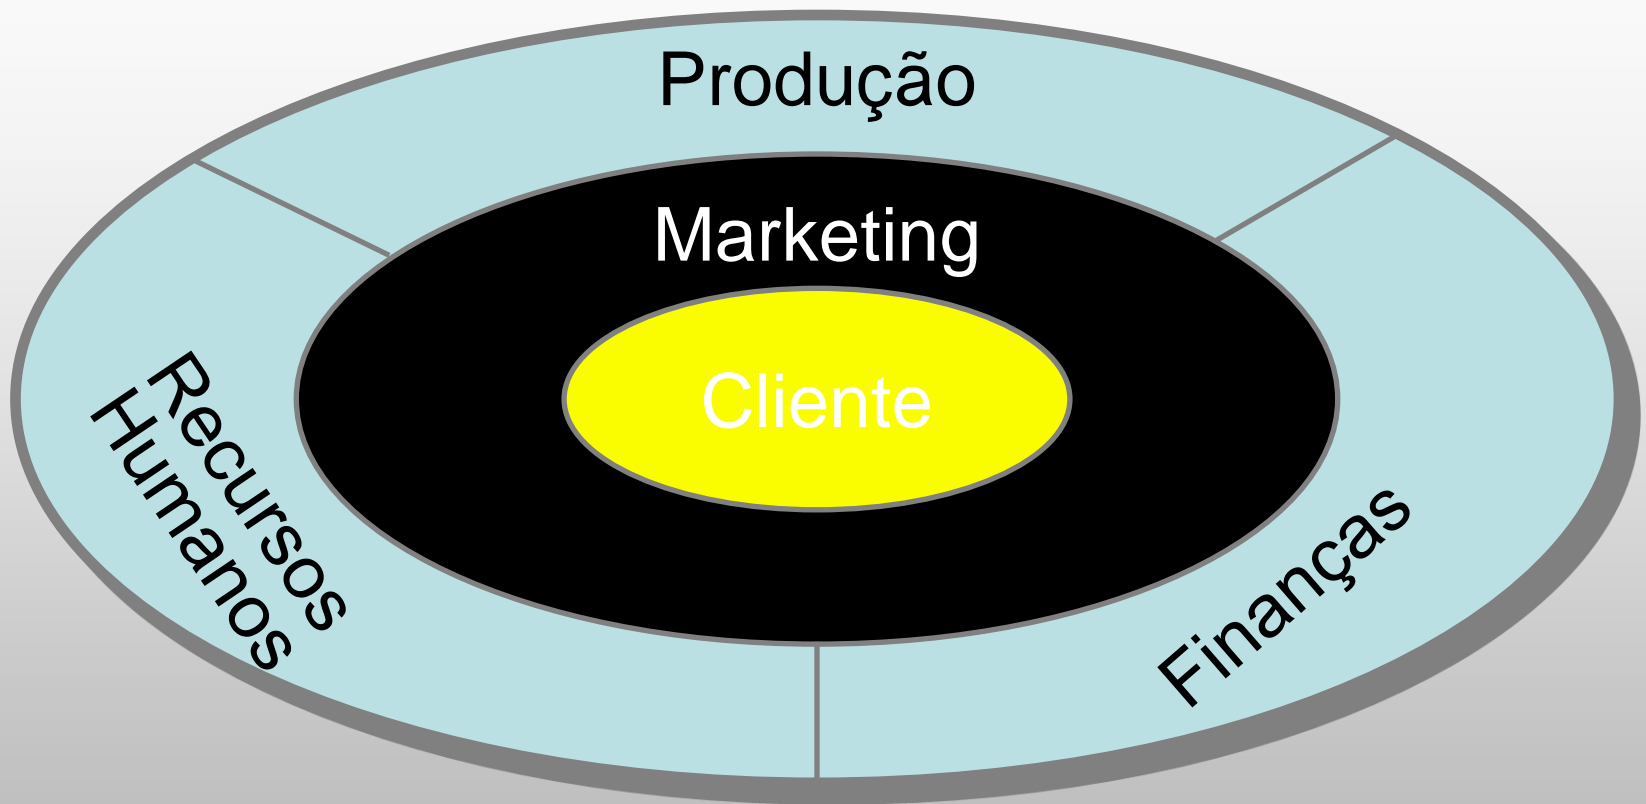 Produção
Marketing
Cliente
Recursos
Humanos
Finanças